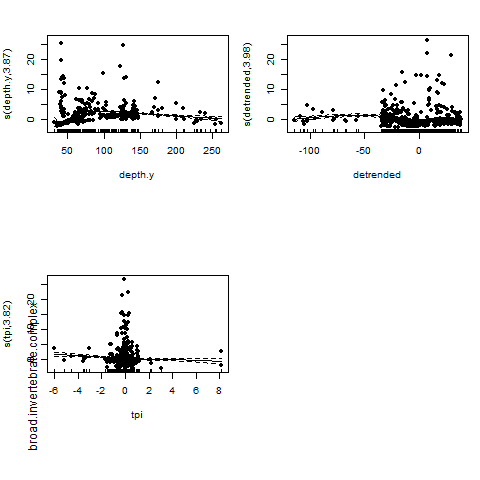 s(depth.y,3.87)
0 5 10 20
50 100 150 200 250
depth.y
s(detrended,3.98)
0 5 10 20
-100 -50 0
detrended
s(tpi,3.82)
20
-6 -4 -2 0 2 4 6 8
tpi
broad.invertebrate.complex